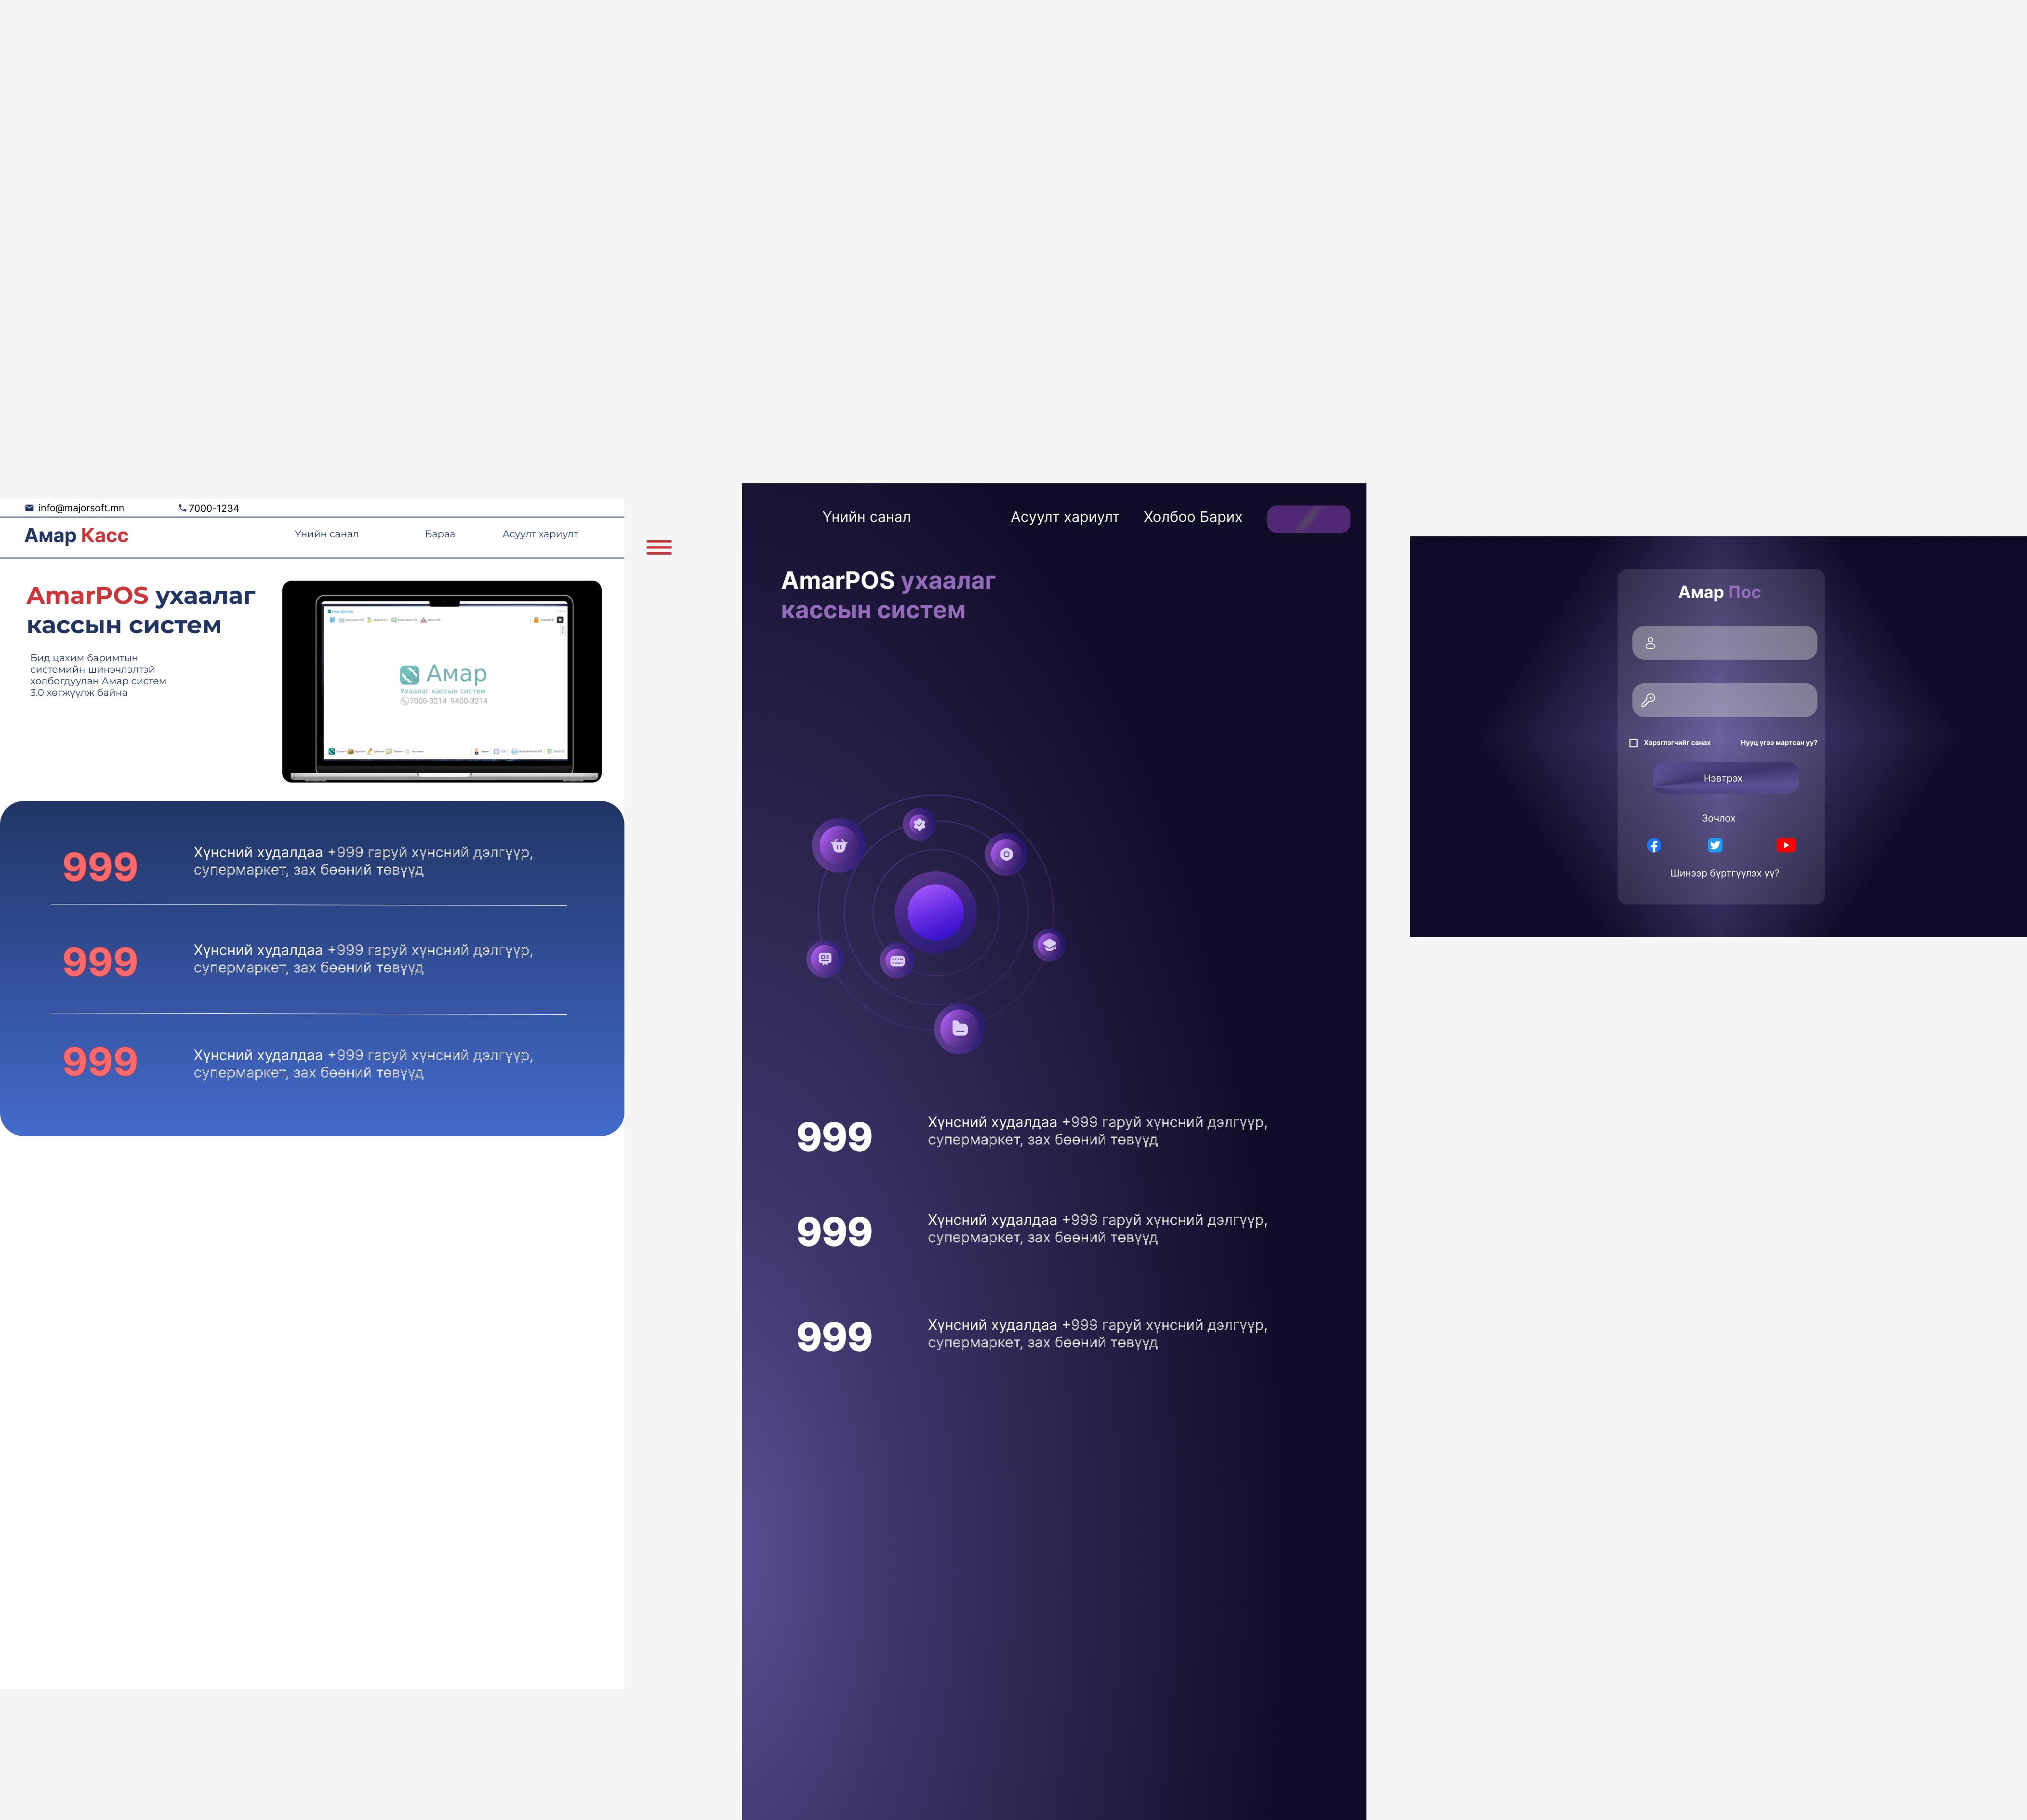 info@majorsoft.mn
7000-1234
Амар Касс
Үнийн санал
Бараа
Асуулт хариулт
AmarPOS ухаалаг
кассын систем
Бид цахим баримтын
системийн шинэчлэлтэй
холбогдуулан Амар систем
3.0 хөгжүүлж байна
Амар
Ухаалаг кассын систем
7000-3214 9400-3214
999
Хүнсний худалдаа +999 гаруй хүнсний дэлгүүр,
супермаркет, зах бөөний төвүүд
999
Хүнсний худалдаа +999 гаруй хүнсний дэлгүүр,
супермаркет, зах бөөний төвүүд
999
Хүнсний худалдаа +999 гаруй хүнсний дэлгүүр,
супермаркет, зах бөөний төвүүд
Үнийн санал
Асуулт хариулт
Холбоо Барих
AmarPOS ухаалаг
кассын систем
999
Хүнсний худалдаа +999 гаруй хүнсний дэлгүүр,
супермаркет, зах бөөний төвүүд
999
Хүнсний худалдаа +999 гаруй хүнсний дэлгүүр,
супермаркет, зах бөөний төвүүд
999
Хүнсний худалдаа +999 гаруй хүнсний дэлгүүр,
супермаркет, зах бөөний төвүүд
Амар Пос
Хэрэглэгчийг санах
Нууц үгээ мартсан уу?
Нэвтрэх
Зочлох
Шинээр бүртгүүлэх үү?